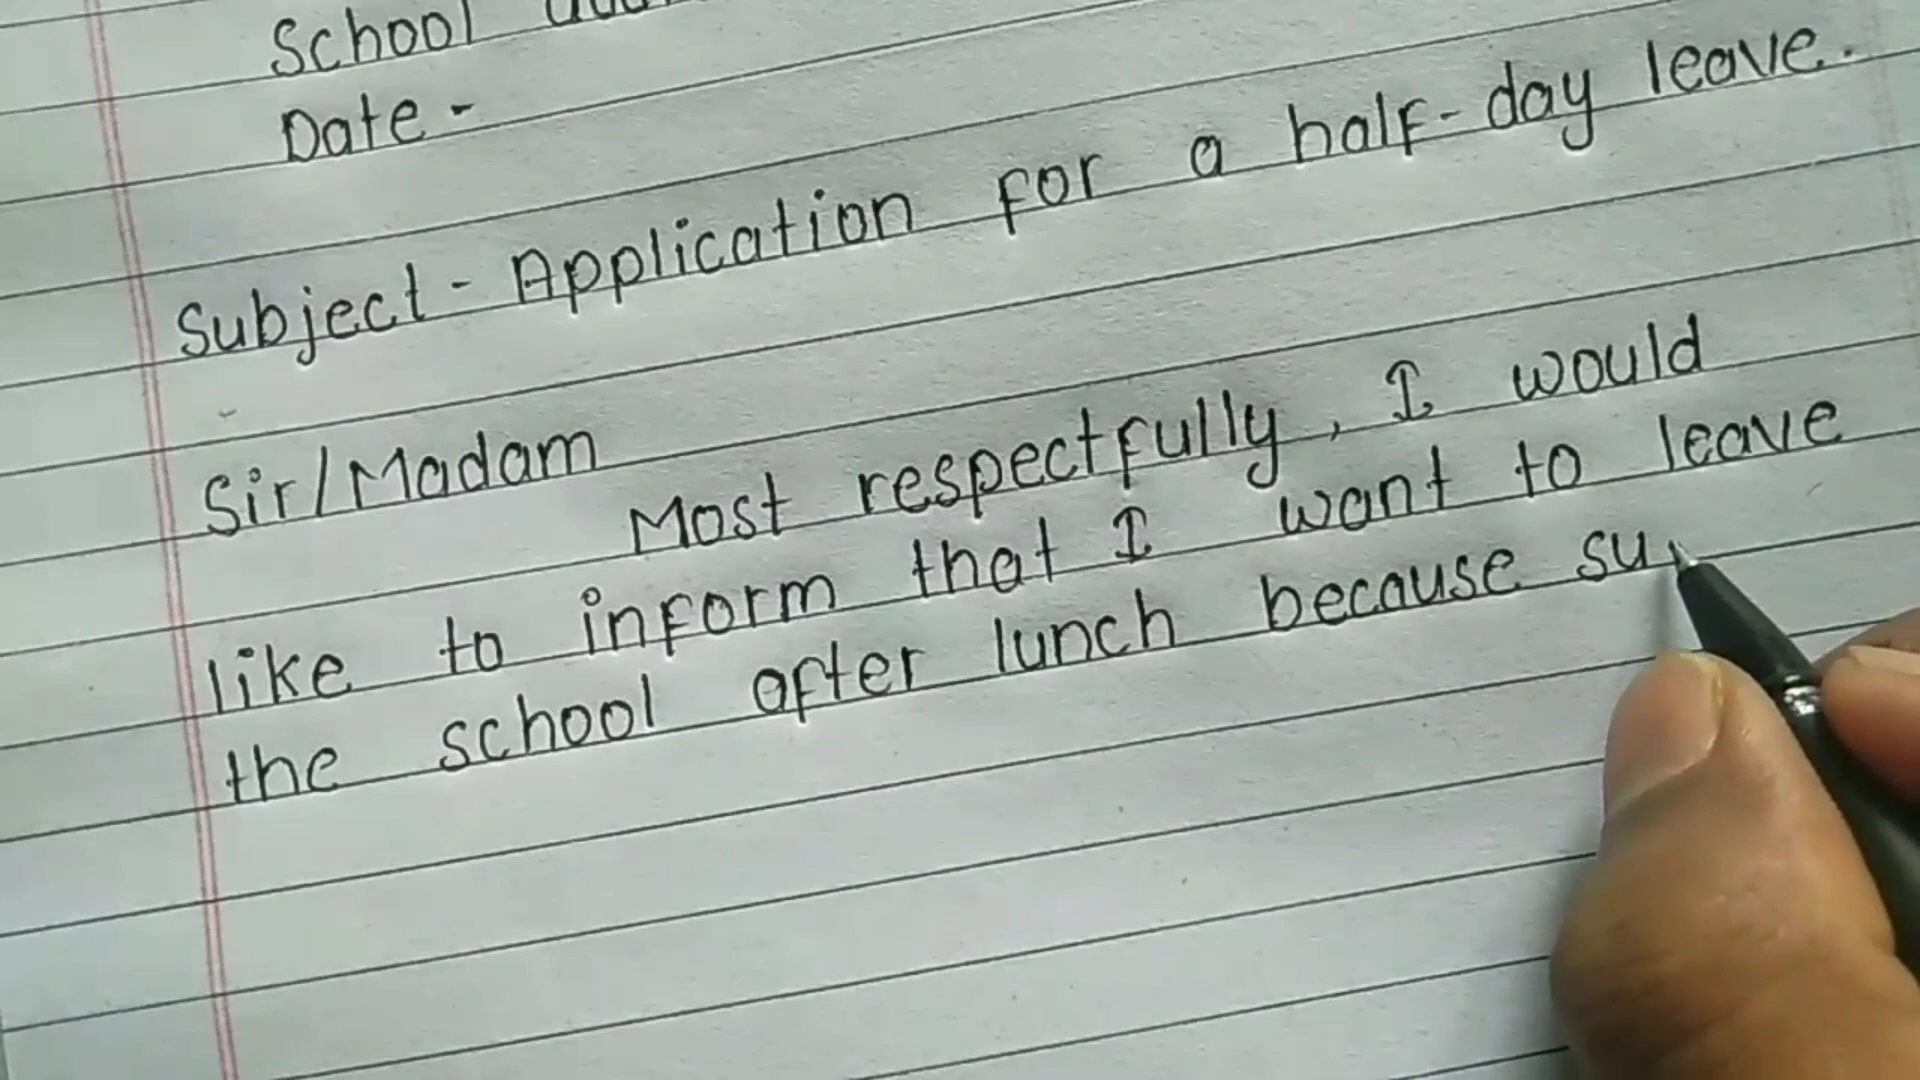 School
Date -
Subject - Application for a half-day leave.
Sir/Madam
Most respectfully, I would
like to inform that I want to leave
the school after lunch because su